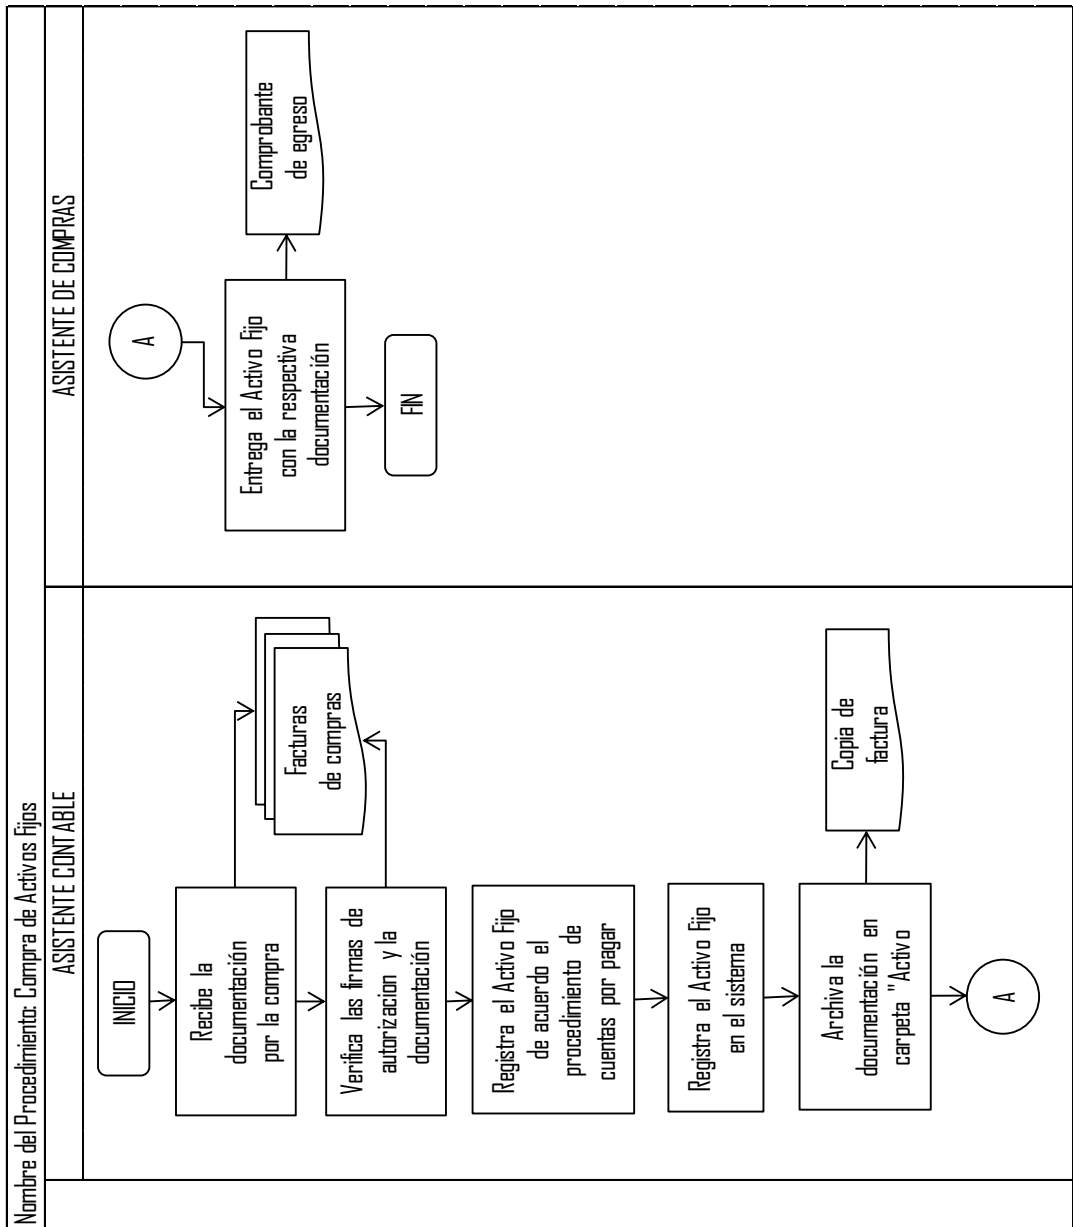 Nombre del Procedimiento: Compra de Activos Fijos
ASISTENTE CONTABLE
INICIO
Recibe la
documentación
por la compra
Facturas
de compras
Verifica las firmas de
autorizacion y la
documentación
Registra el Activo Fijo
de acuerdo el
procedimiento de
cuentas por pagar
Registra el Activo Fijo
en el sistema
Archiva la
documentación en
carpeta "Activo
Copia de
factura
A
ASISTENTE DE COMPRAS
A
Entrega el Activo Fijo
con la respectiva
documentación
Comprobante
de egreso
FIN